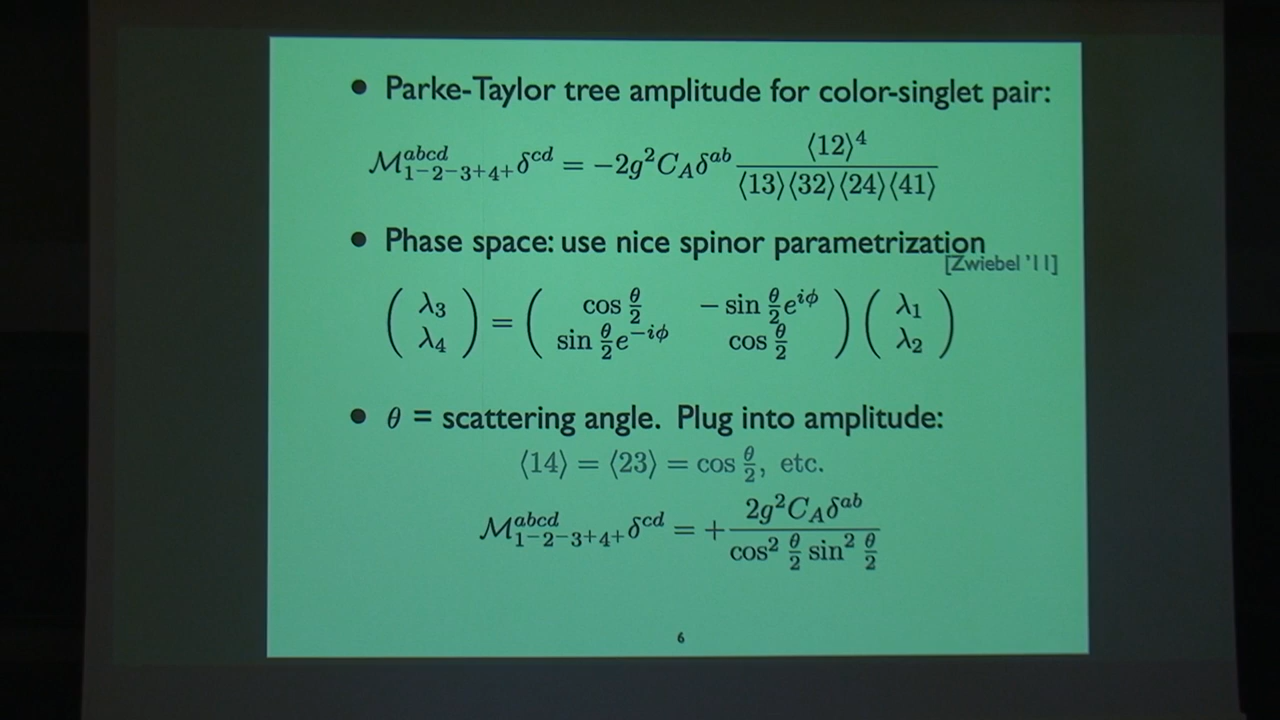 • Parke-Taylor tree amplitude for color-singlet pair:
$\mathcal{M}^{abcd}_{1^-2^-3^+4^+}\delta^{cd} = -2g^2 C_A \delta^{ab} \frac{\langle 12\rangle^4}{\langle 13\rangle\langle 32\rangle\langle 24\rangle\langle 41\rangle}$
• Phase space: use nice spinor parametrization
[Zwiebel '11]
$\begin{pmatrix} \lambda_3 \\ \lambda_4 \end{pmatrix} = \begin{pmatrix} \cos\frac{\theta}{2} & -\sin\frac{\theta}{2}e^{i\phi} \\ \sin\frac{\theta}{2}e^{-i\phi} & \cos\frac{\theta}{2} \end{pmatrix} \begin{pmatrix} \lambda_1 \\ \lambda_2 \end{pmatrix}$
• θ = scattering angle. Plug into amplitude:
$\langle 14\rangle = \langle 23\rangle = \cos\frac{\theta}{2}$, etc.
$\mathcal{M}^{abcd}_{1^-2^-3^+4^+}\delta^{cd} = +\frac{2g^2 C_A \delta^{ab}}{\cos^2\frac{\theta}{2}\sin^2\frac{\theta}{2}}$
6